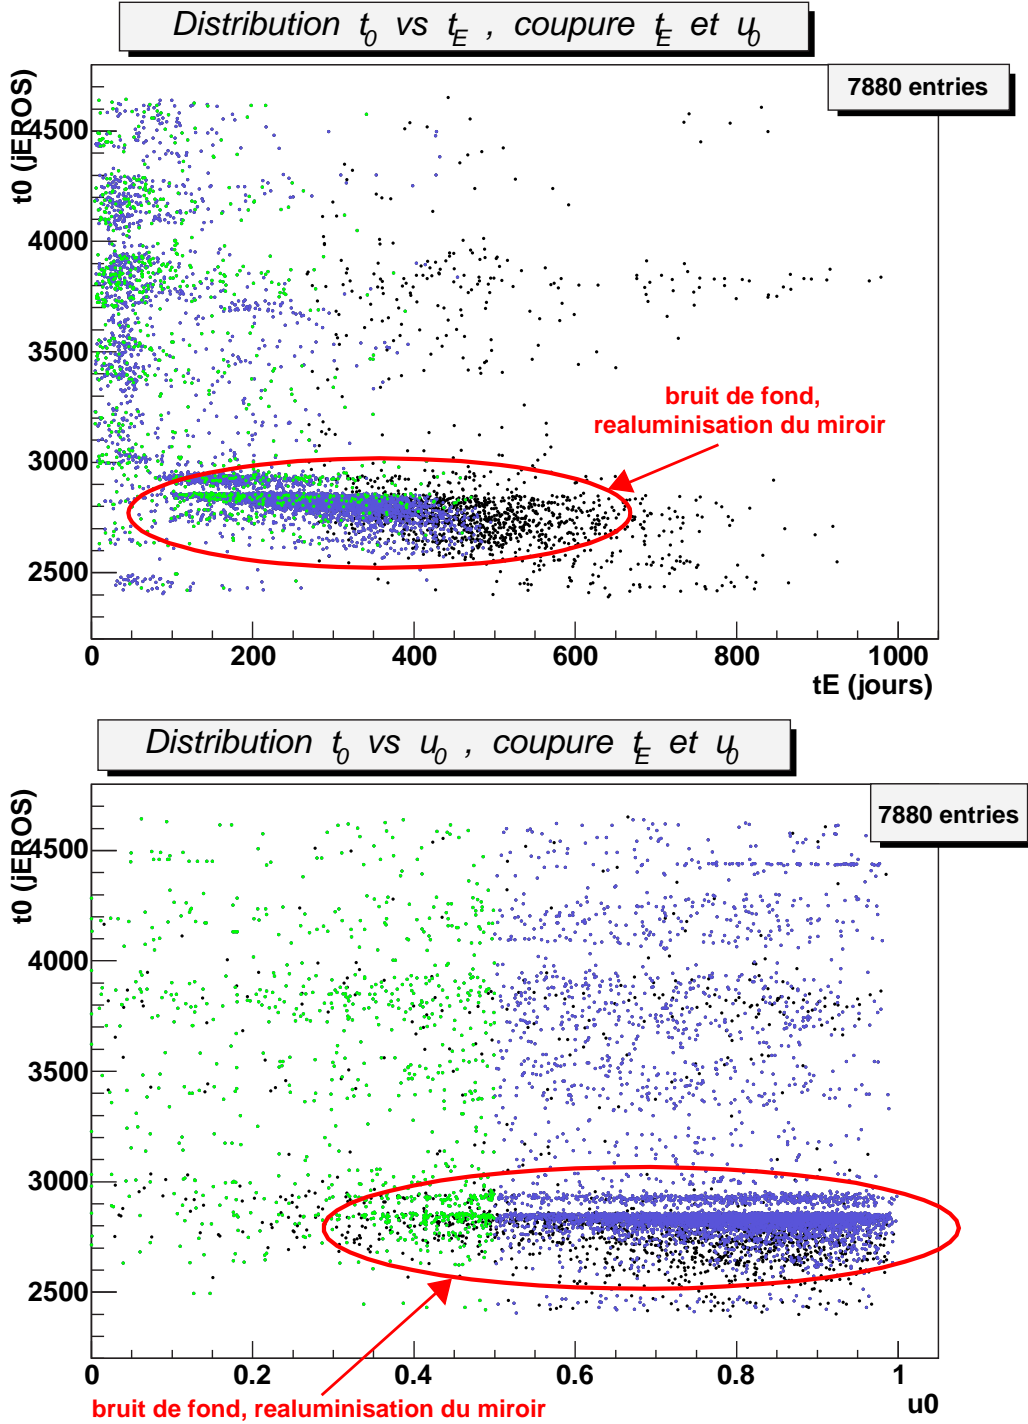 Distribution t0 vs tE , coupure tE et u0
7880 entries
t0 (jEROS)
4500
4000
3500
3000
2500
bruit de fond,
realuminisation du miroir
0 200 400 600 800 1000
tE (jours)
Distribution t0 vs u0 , coupure tE et u0
7880 entries
t0 (jEROS)
4500
4000
3500
3000
2500
0 0.2 0.4 0.6 0.8 1
u0
bruit de fond, realuminisation du miroir